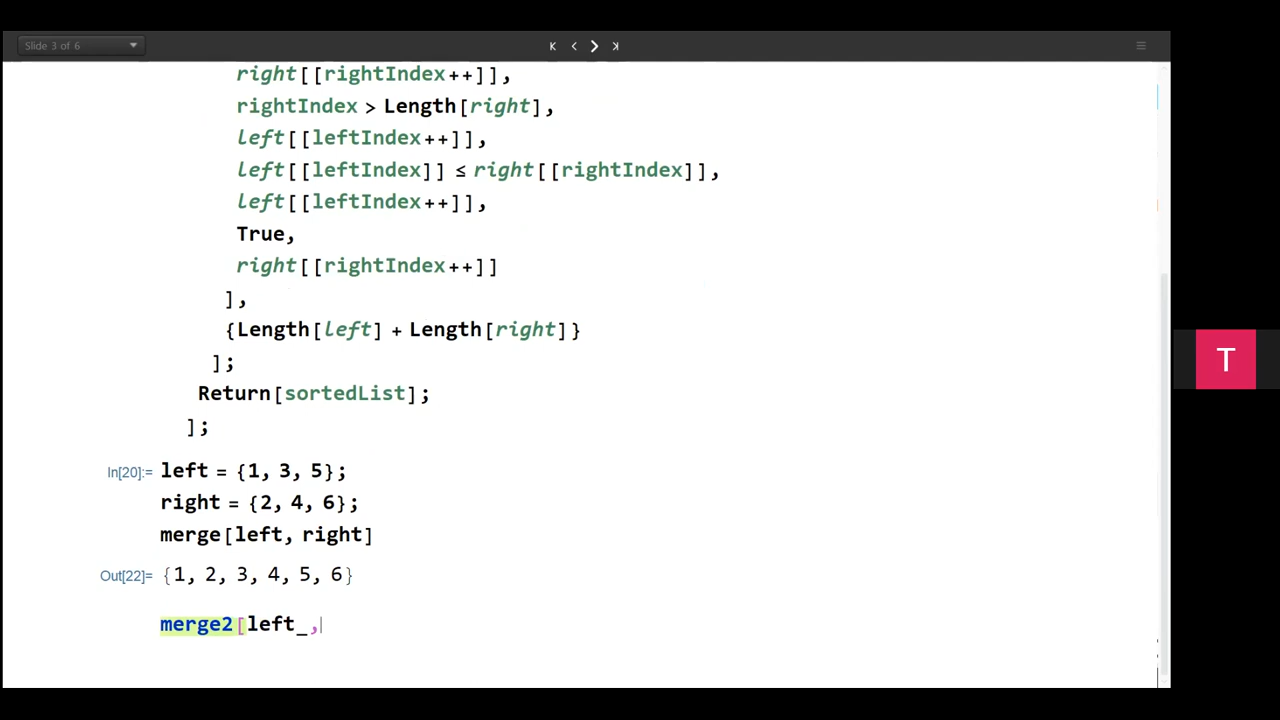 Slide 3 of 6
right[[rightIndex++]],
rightIndex > Length[right],
left[[leftIndex++]],
left[[leftIndex]] ≤ right[[rightIndex]],
left[[leftIndex++]],
True,
right[[rightIndex++]]
],
{Length[left] + Length[right]}
];
Return[sortedList];
];
In[20]:= left = {1, 3, 5};
right = {2, 4, 6};
merge[left, right]
Out[22]= {1, 2, 3, 4, 5, 6}
merge2[left_,
T